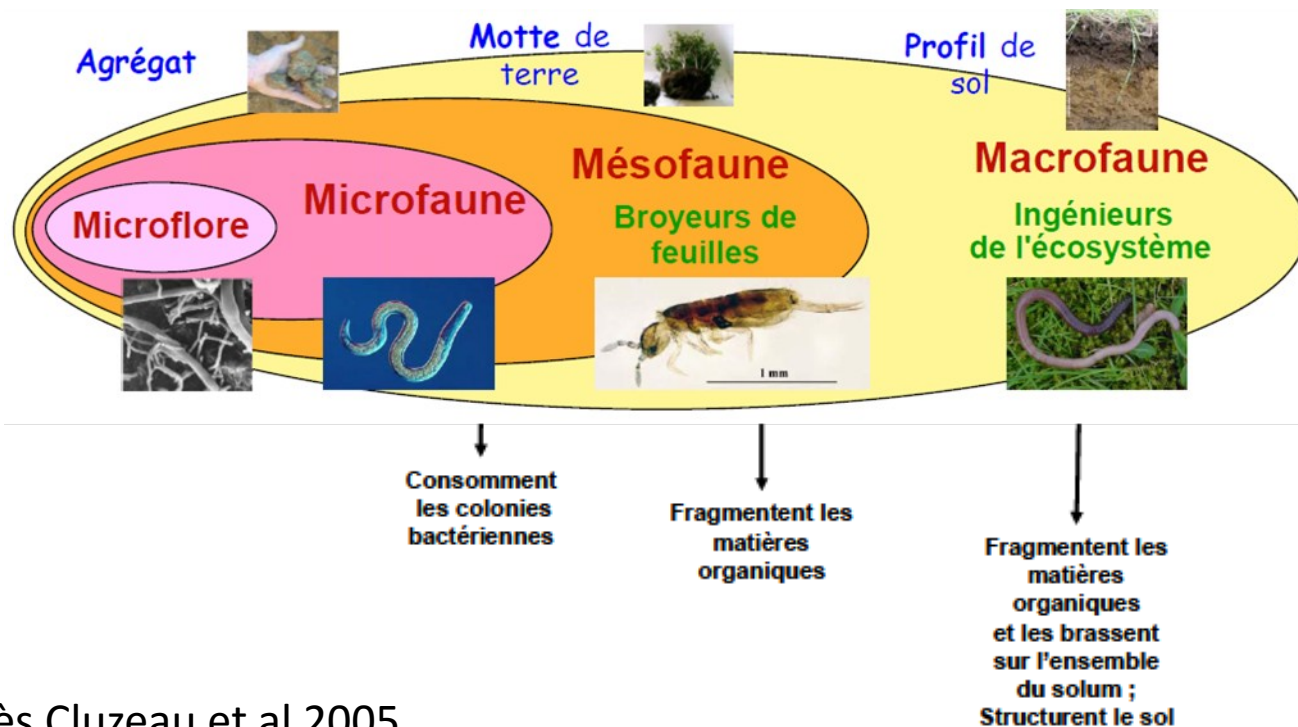 Agrégat
Motte de
terre
Profil de
sol
Microflore
Microfaune
Mésofaune
Broyeurs de
feuilles
Macrofaune
Ingénieurs
de l'écosystème
1 mm
Consomment
les colonies
bactériennes
Fragmentent les
matières
organiques
Fragmentent les
matières
organiques
et les brassent
sur l'ensemble
du solum ;
Structurent le sol
ès Cluzeau et al 2005